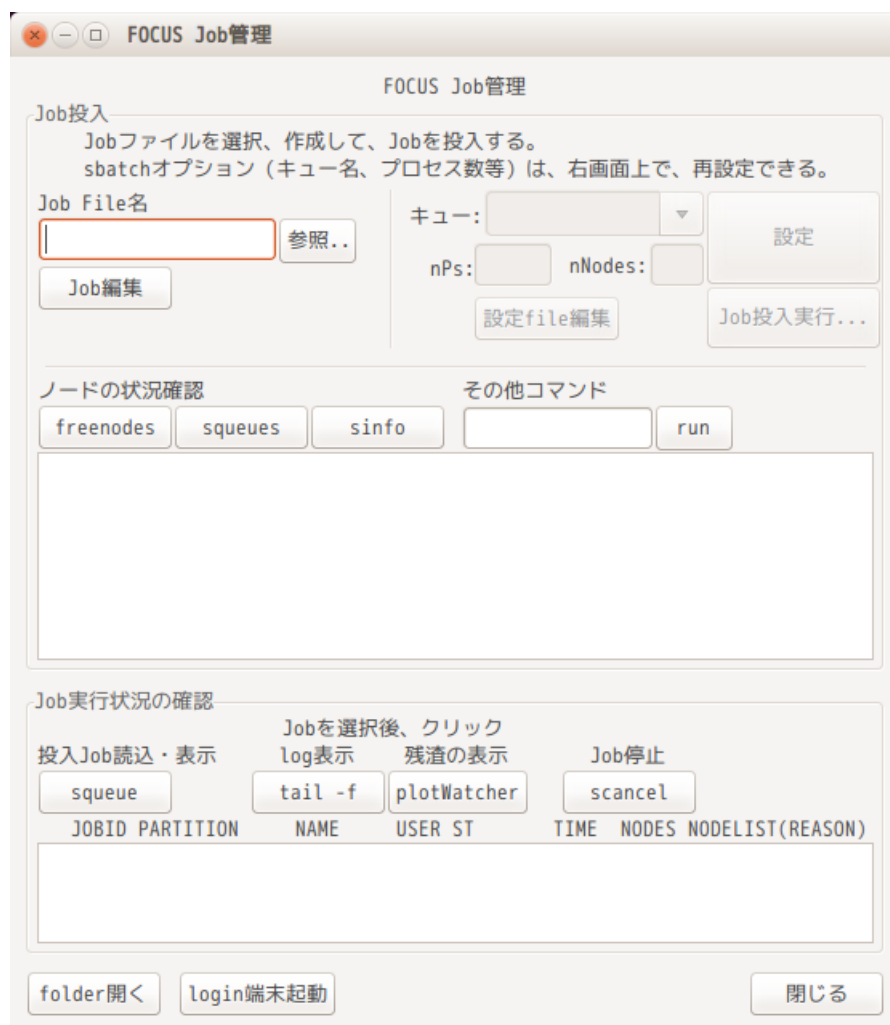 FOCUS Job管理
FOCUS Job管理
Job投入
Jobファイルを選択、作成して、Jobを投入する。
sbatchオプション（キュー名、プロセス数等）は、右画面上で、再設定できる。
Job File名
参照..
Job編集
キュー:
nPs:
nNodes:
設定
設定file編集
Job投入実行...
ノードの状況確認
freenodes squeues sinfo
その他コマンド
run
Job実行状況の確認
Jobを選択後、クリック
投入Job読込・表示 log表示 残渣の表示 Job停止
squeue tail -f plotWatcher scancel
JOBID PARTITION NAME USER ST TIME NODES NODELIST(REASON)
folder開く login端末起動 閉じる